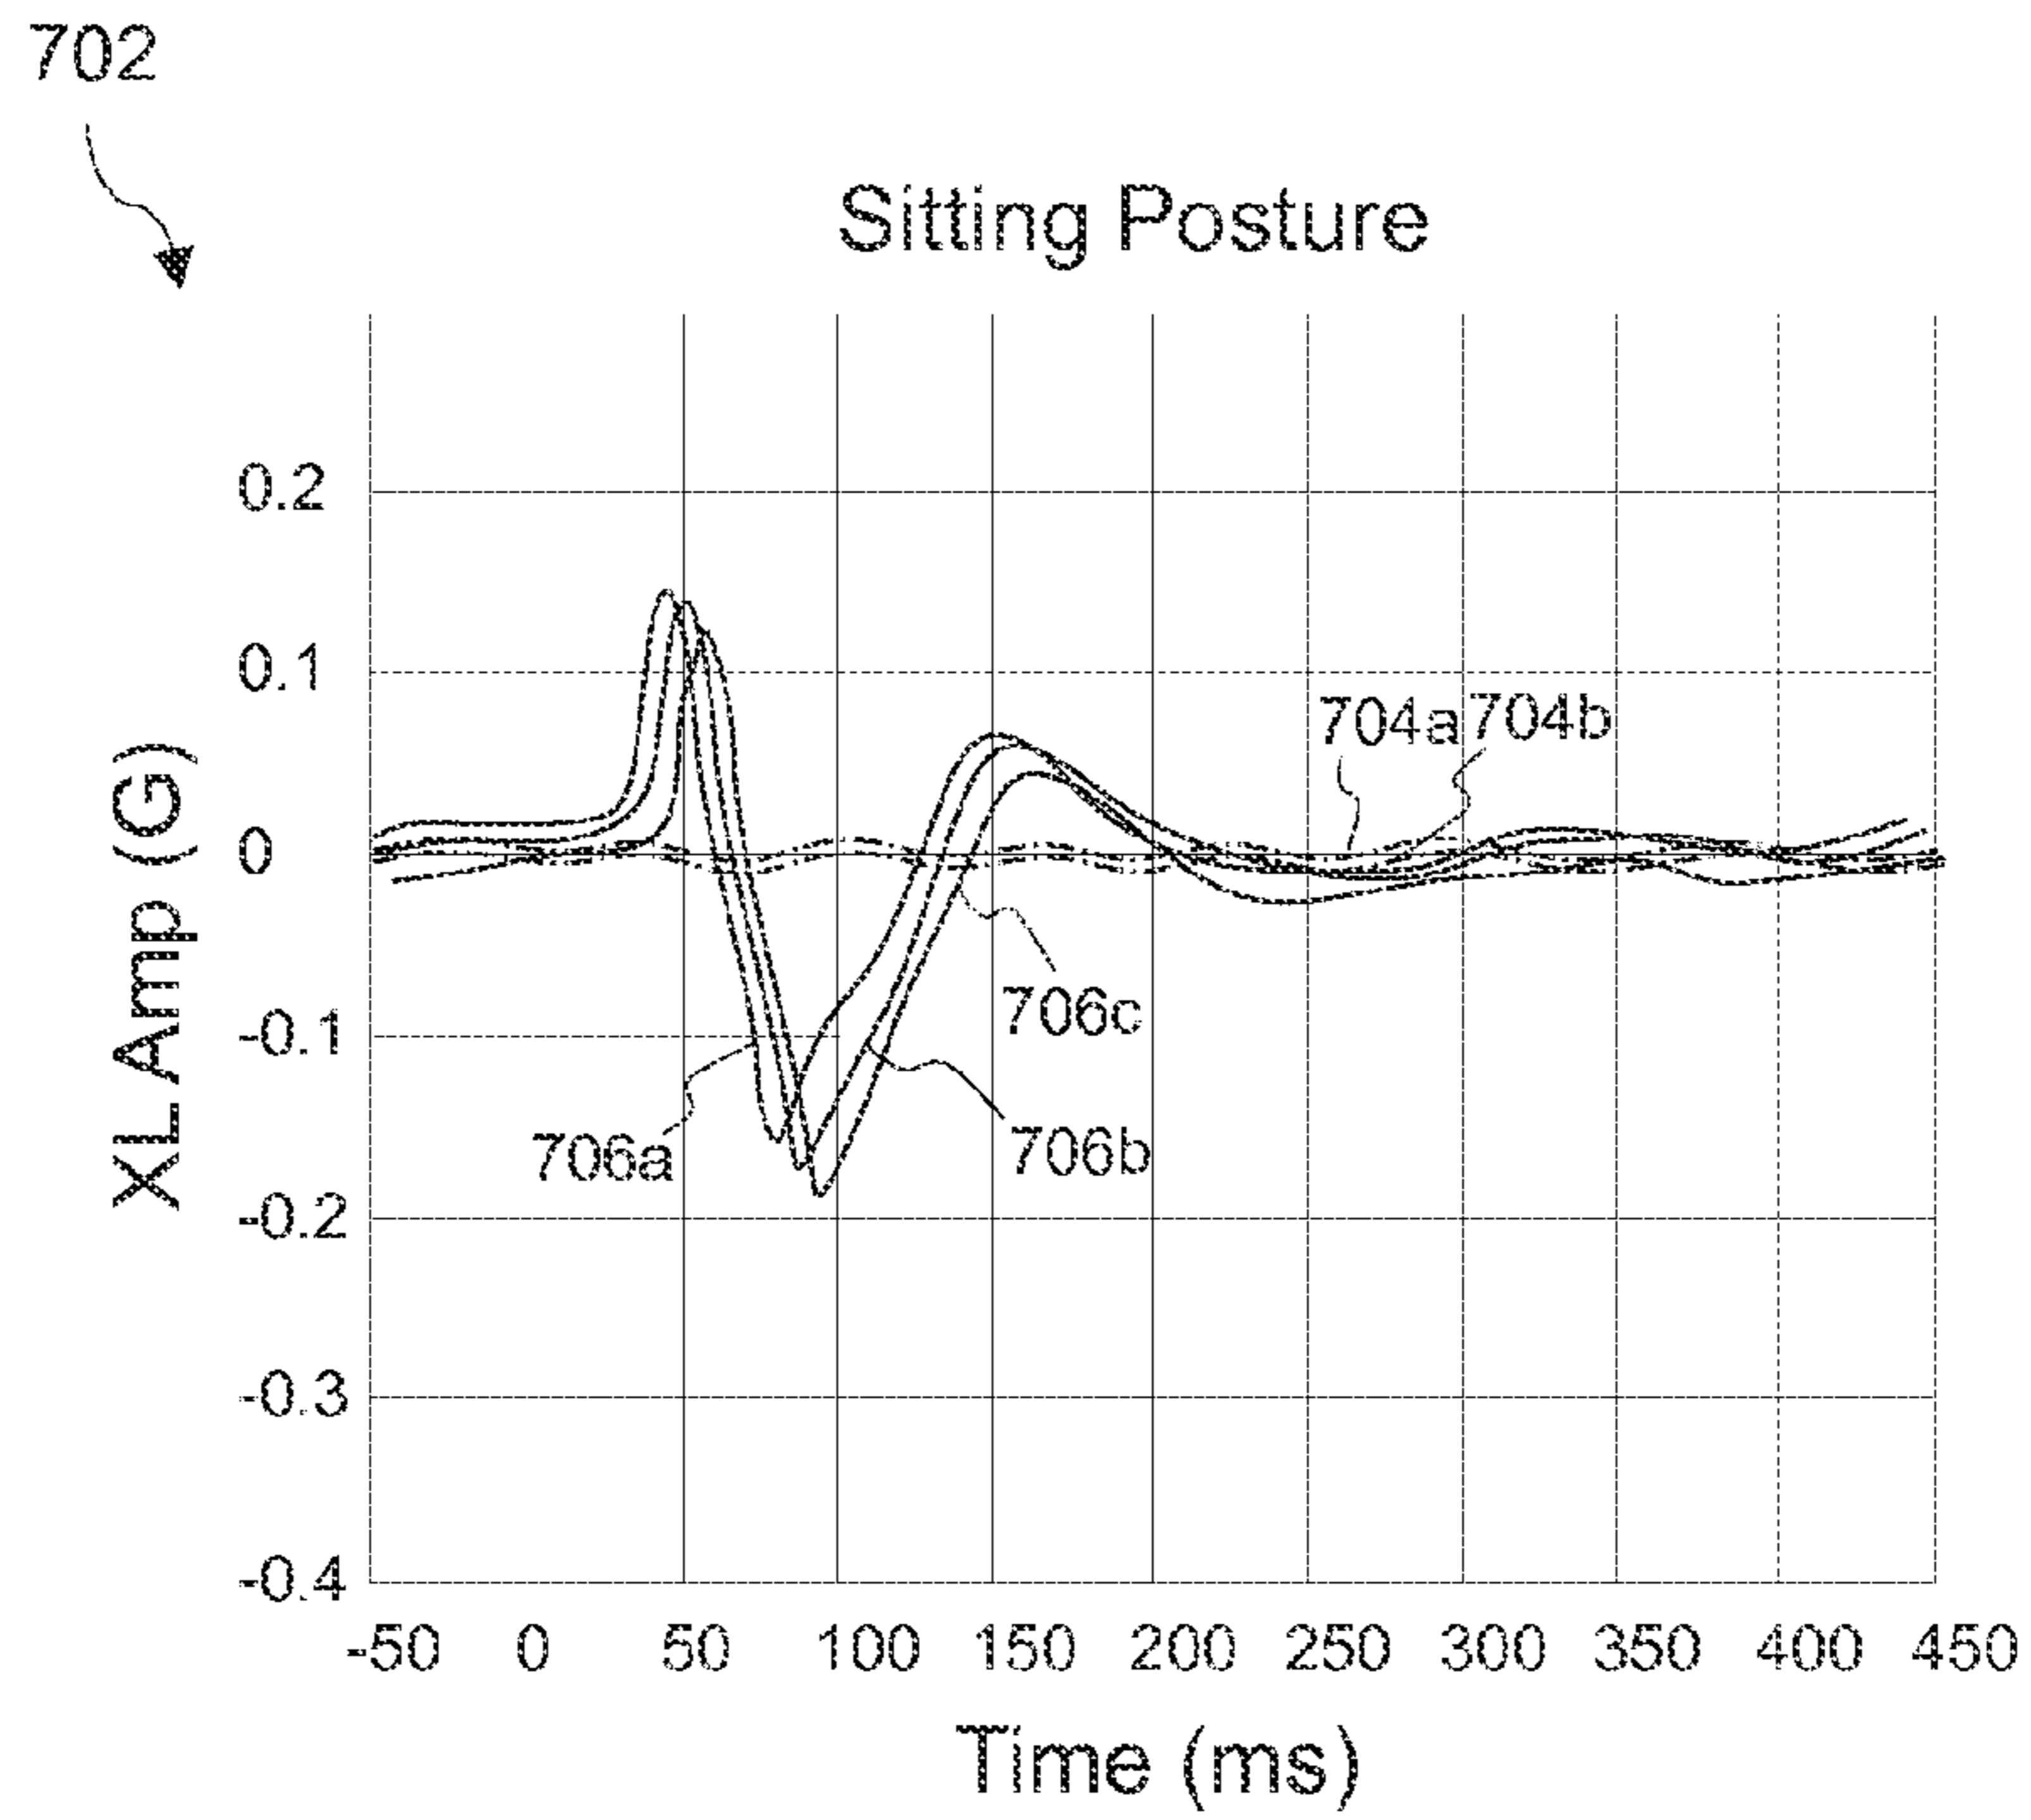 702
Sitting Posture
0.2
0.1
0
-0.1
-0.2
-0.3
-0.4
XL Amp (G)
704a 704b
706c
706a
706b
-50 0 50 100 150 200 250 300 350 400 450
Time (ms)